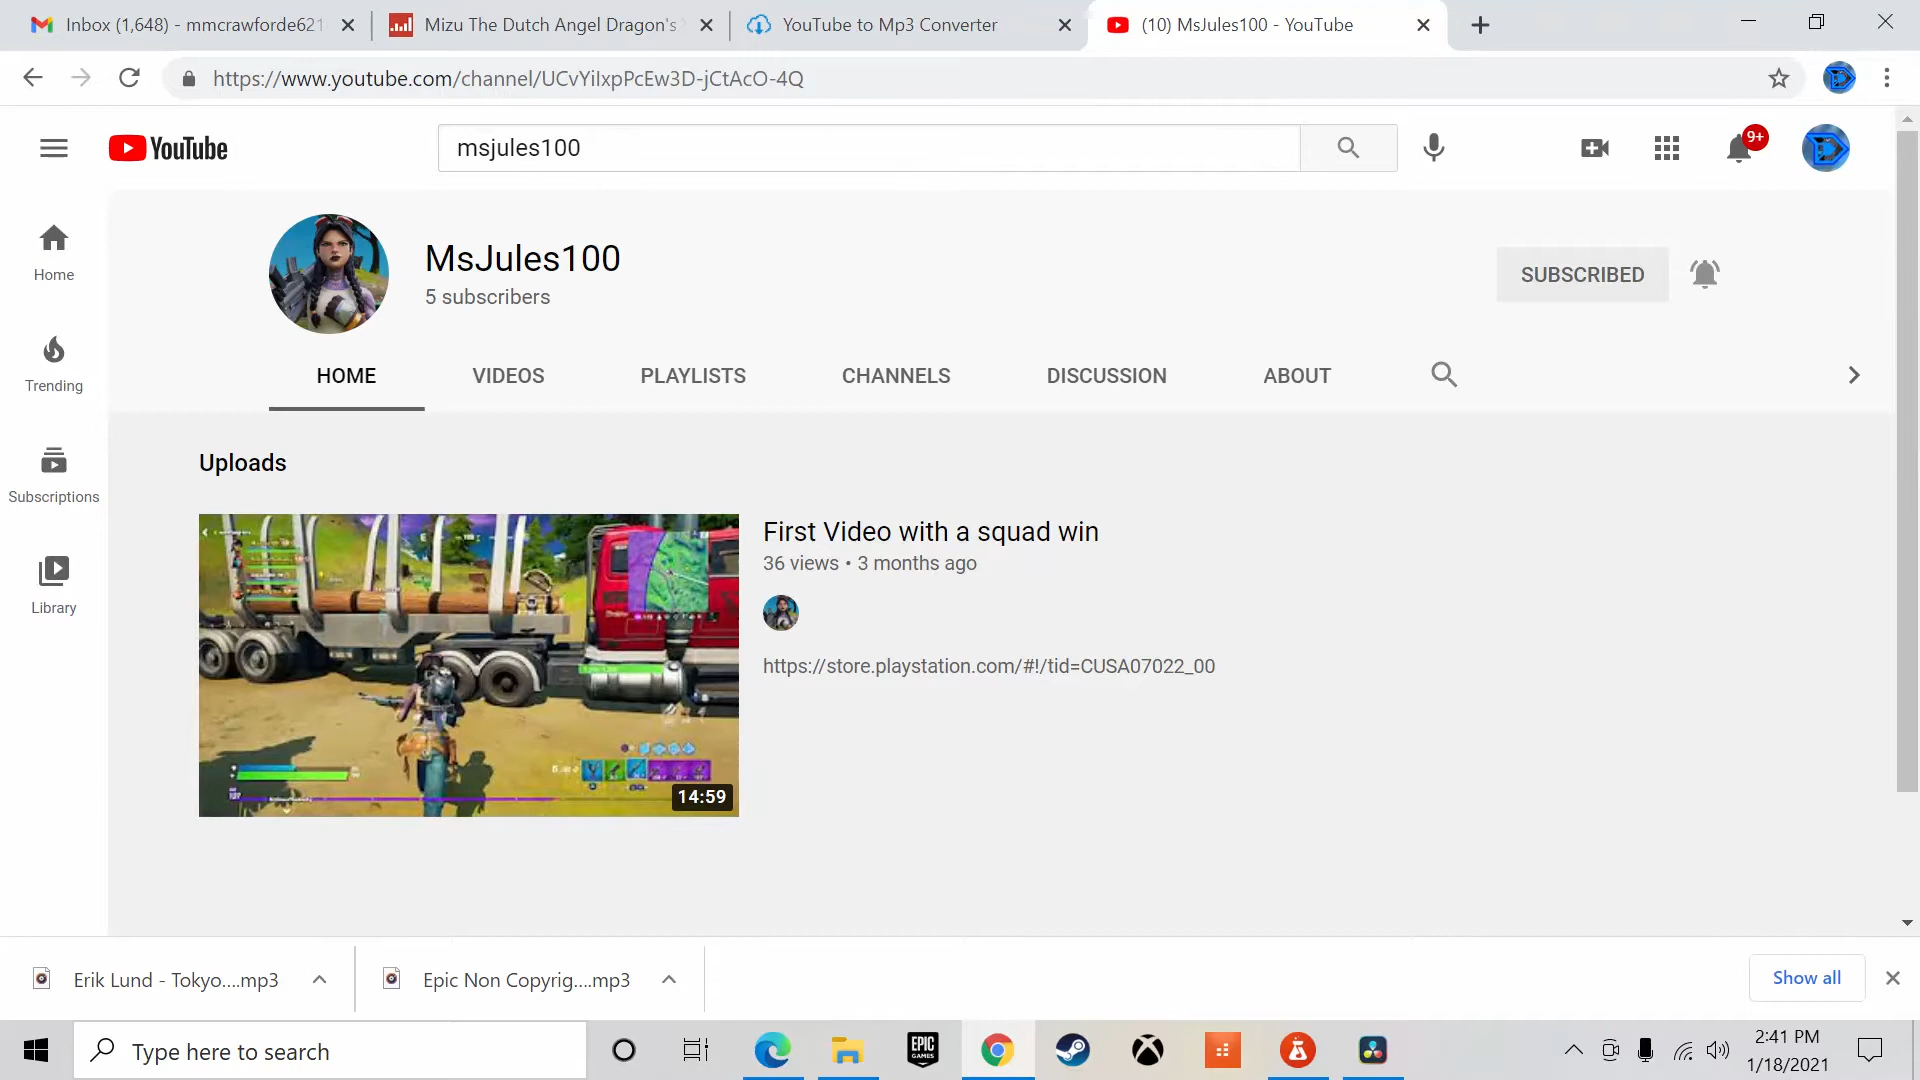 Inbox (1,648) - mmcrawforde621
Mizu The Dutch Angel Dragon's
YouTube to Mp3 Converter
(10) MsJules100 - YouTube
https://www.youtube.com/channel/UCvYiIxpPcEw3D-jCtAcO-4Q
YouTube
msjules100
9+
Home
Trending
Subscriptions
Library
MsJules100
5 subscribers
SUBSCRIBED
HOME
VIDEOS
PLAYLISTS
CHANNELS
DISCUSSION
ABOUT
Uploads
14:59
First Video with a squad win
36 views • 3 months ago
https://store.playstation.com/#!/tid=CUSA07022_00
Erik Lund - Tokyo....mp3
Epic Non Copyrig....mp3
Show all
Type here to search
EPIC
GAMES
2:41 PM
1/18/2021